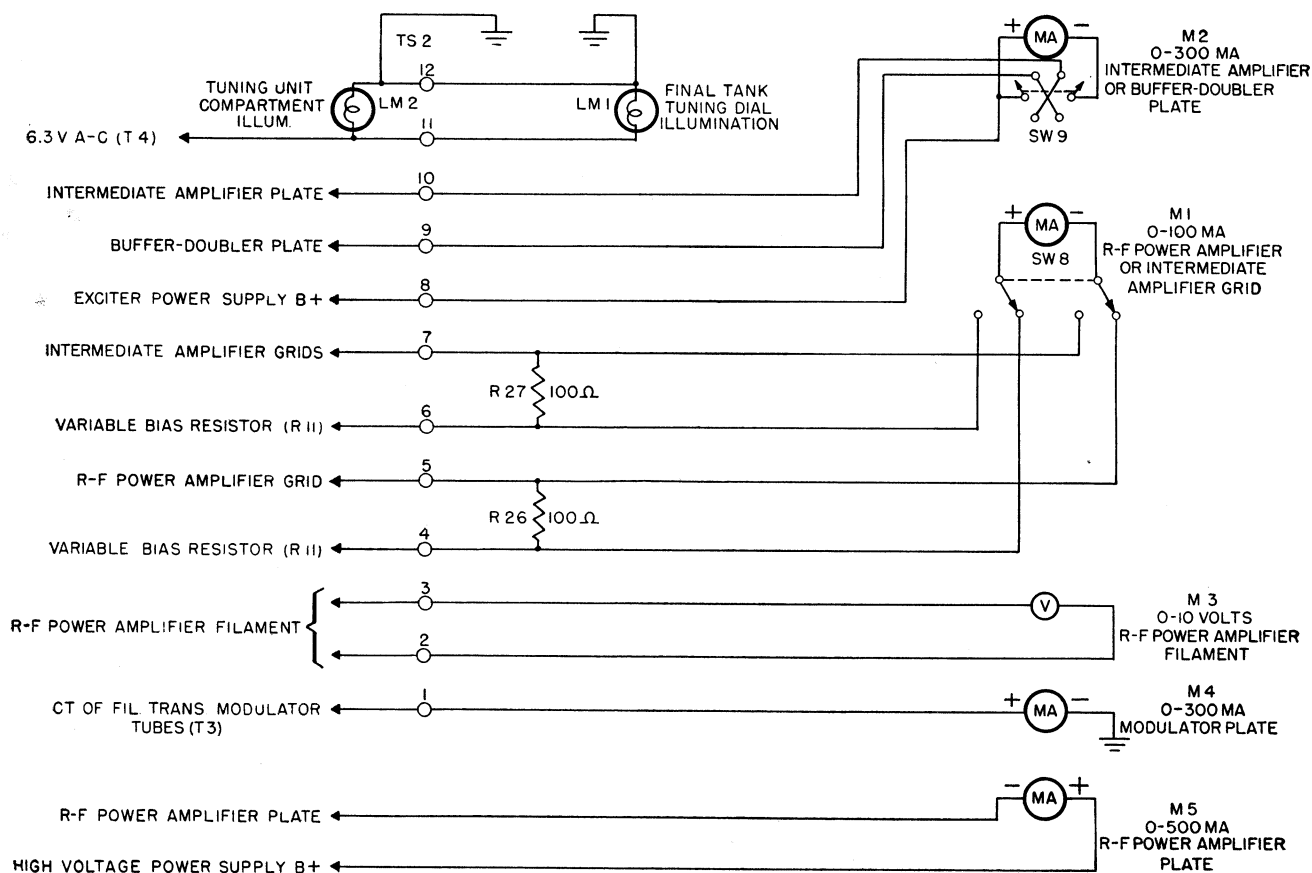 TS 2
12
TUNING UNIT
COMPARTMENT
ILLUM.
LM 2
LM 1
FINAL TANK
TUNING DIAL
ILLUMINATION
+ MA −
M 2
0-300 MA
INTERMEDIATE AMPLIFIER
OR BUFFER-DOUBLER
PLATE
SW 9
6.3 V A-C (T 4)
11
INTERMEDIATE AMPLIFIER PLATE
10
BUFFER-DOUBLER PLATE
9
EXCITER POWER SUPPLY B+
8
+ MA −
SW 8
M 1
0-100 MA
R-F POWER AMPLIFIER
OR INTERMEDIATE
AMPLIFIER GRID
INTERMEDIATE AMPLIFIER GRIDS
7
R 27 100Ω
VARIABLE BIAS RESISTOR (R 11)
6
R-F POWER AMPLIFIER GRID
5
R 26 100Ω
VARIABLE BIAS RESISTOR (R 11)
4
3
R-F POWER AMPLIFIER FILAMENT
2
V
M 3
0-10 VOLTS
R-F POWER AMPLIFIER
FILAMENT
CT OF FIL. TRANS MODULATOR
TUBES (T3)
1
+ MA −
M 4
0-300 MA
MODULATOR PLATE
R-F POWER AMPLIFIER PLATE
− MA +
M 5
0-500 MA
R-F POWER AMPLIFIER
PLATE
HIGH VOLTAGE POWER SUPPLY B+